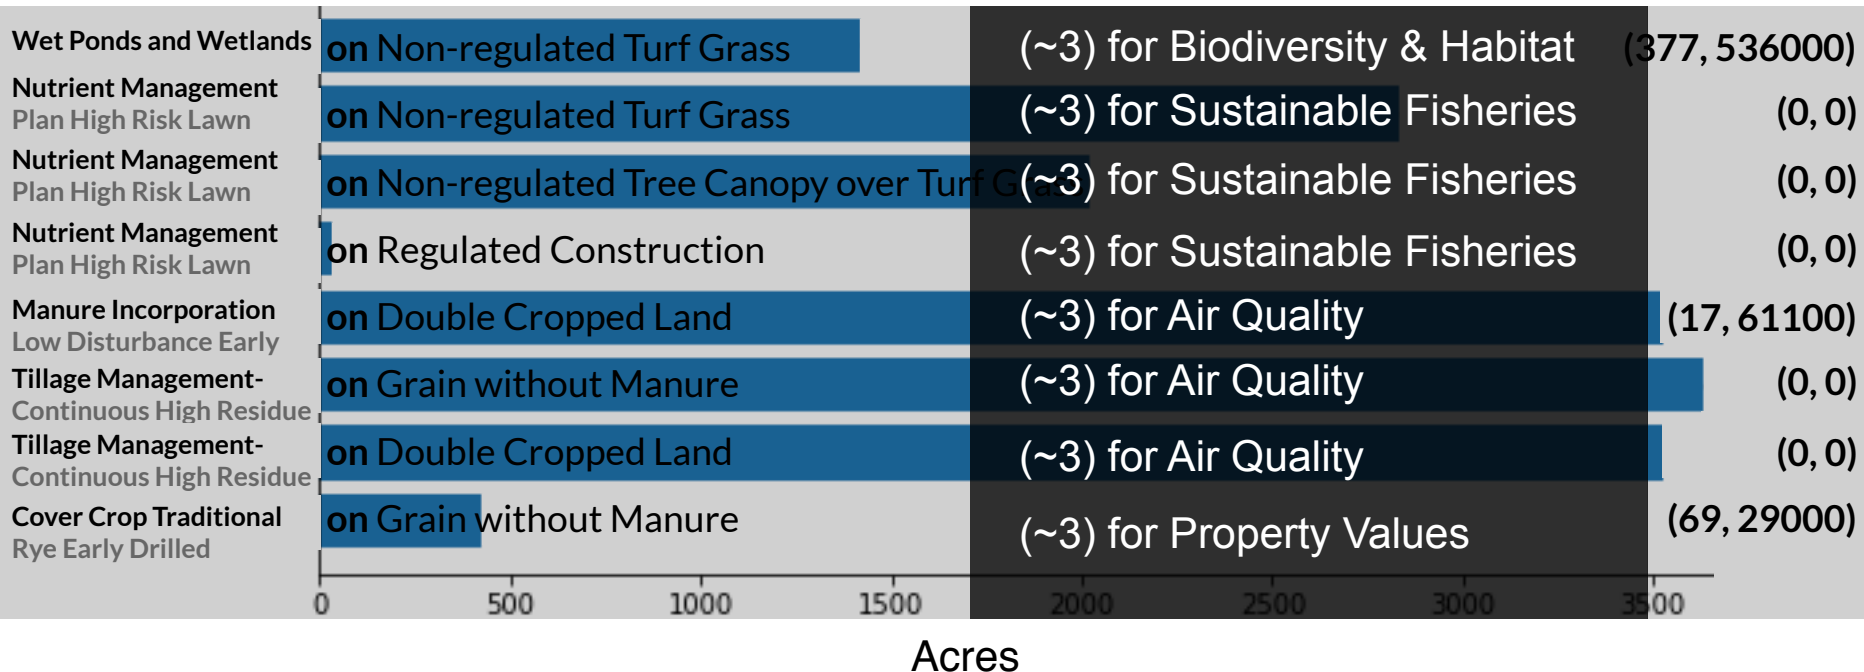 Wet Ponds and Wetlands on Non-regulated Turf Grass (~3) for Biodiversity & Habitat (377, 536000)
Nutrient Management
Plan High Risk Lawn
on Non-regulated Turf Grass (~3) for Sustainable Fisheries (0, 0)
Nutrient Management
Plan High Risk Lawn
on Non-regulated Tree Canopy over Turf Grass (~3) for Sustainable Fisheries (0, 0)
Nutrient Management
Plan High Risk Lawn
on Regulated Construction (~3) for Sustainable Fisheries (0, 0)
Manure Incorporation
Low Disturbance Early
on Double Cropped Land (~3) for Air Quality (17, 61100)
Tillage Management-
Continuous High Residue
on Grain without Manure (~3) for Air Quality (0, 0)
Tillage Management-
Continuous High Residue
on Double Cropped Land (~3) for Air Quality (0, 0)
Cover Crop Traditional
Rye Early Drilled
on Grain without Manure (~3) for Property Values (69, 29000)
0 500 1000 1500 2000 2500 3000 3500
Acres